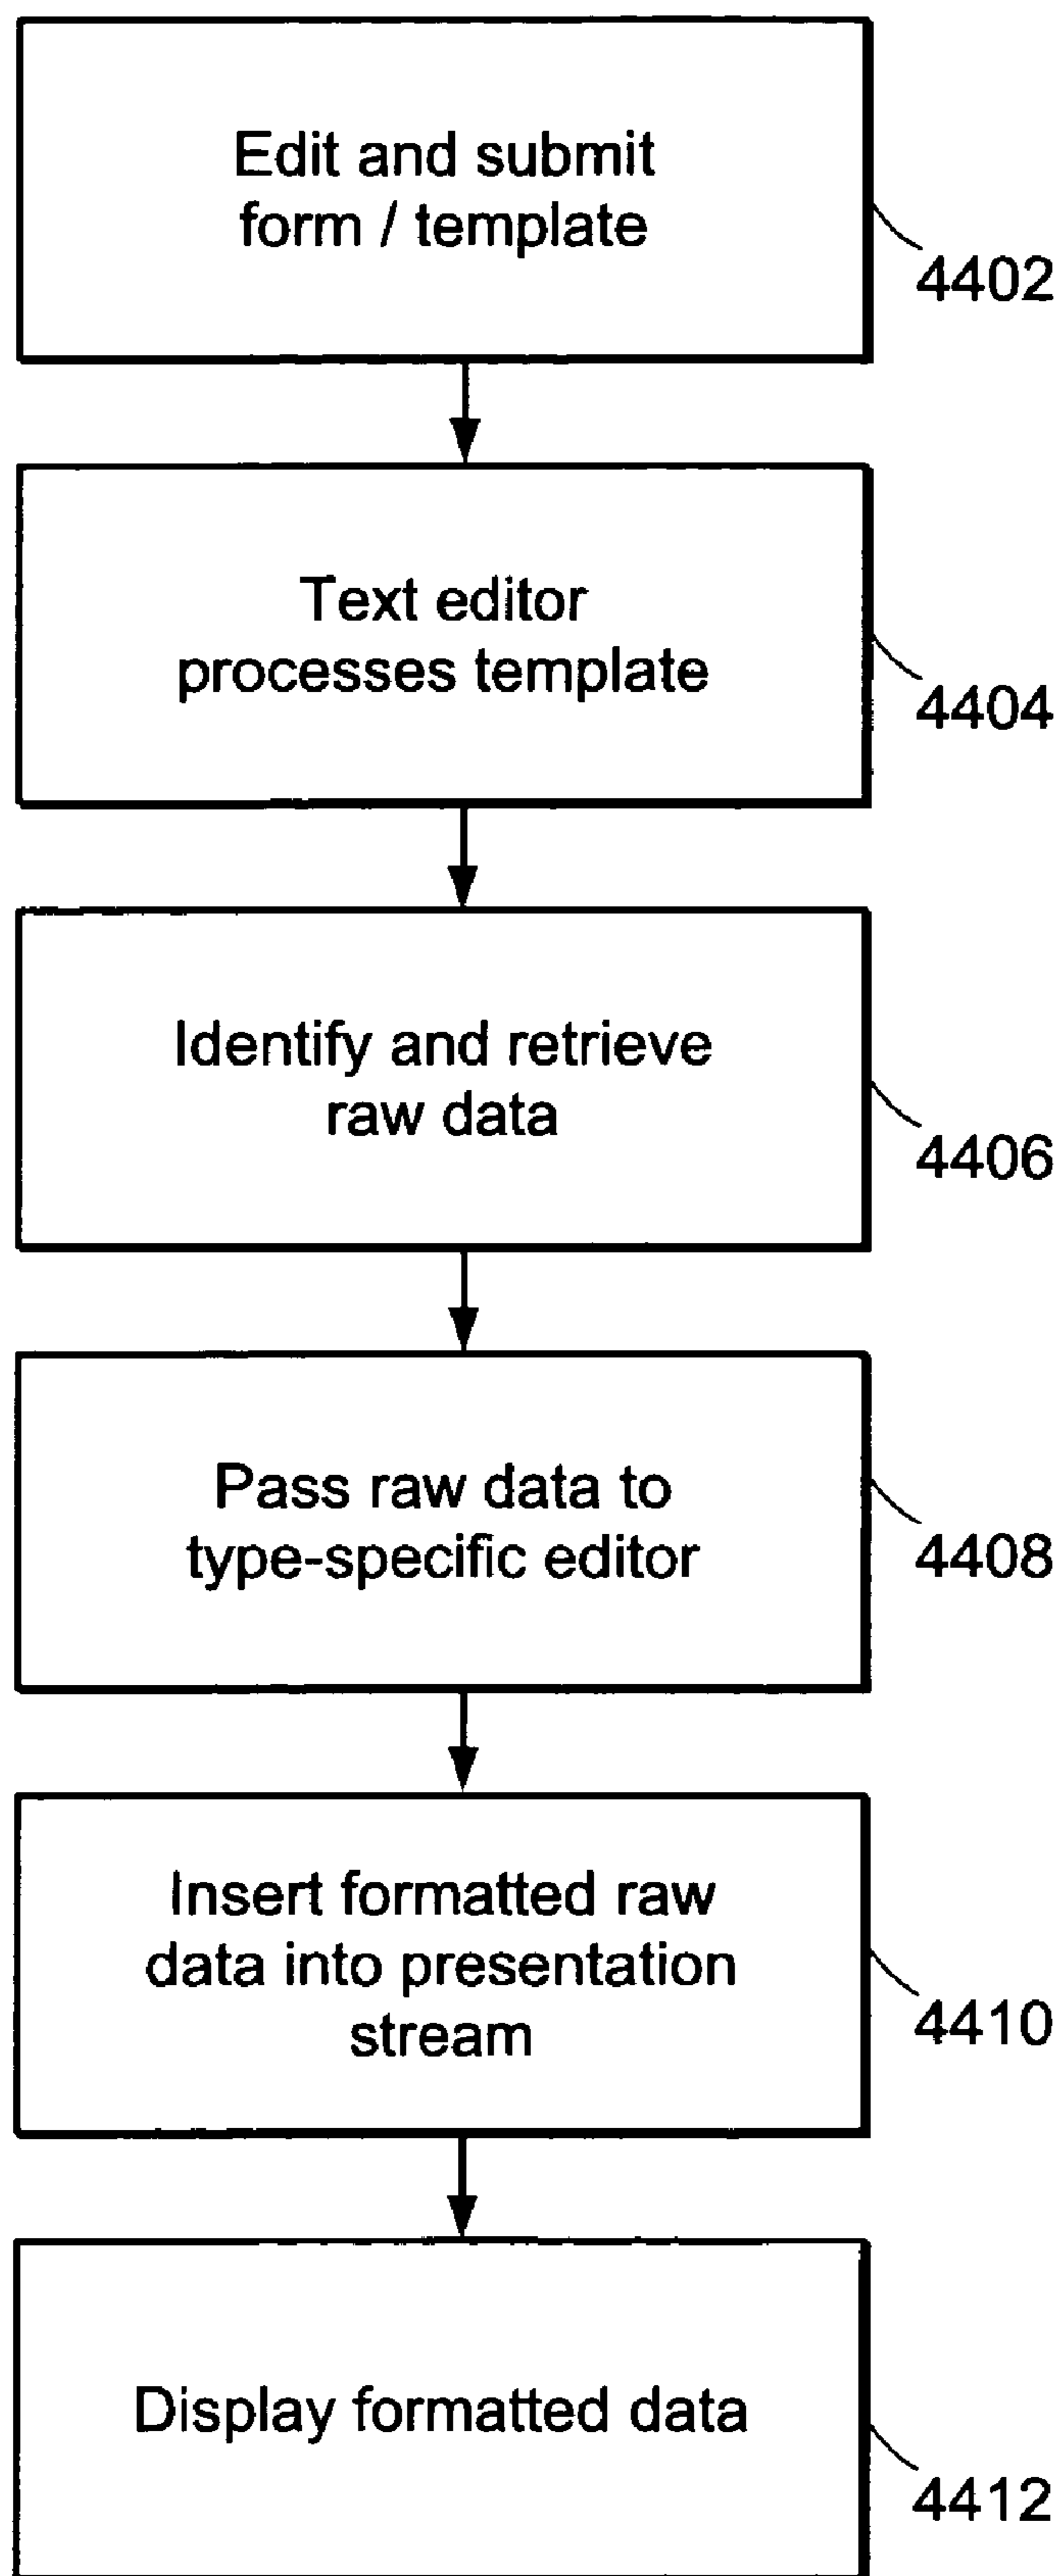 Edit and submit
form / template
4402
Text editor
processes template
4404
Identify and retrieve
raw data
4406
Pass raw data to
type-specific editor
4408
Insert formatted raw
data into presentation
stream
4410
Display formatted data
4412